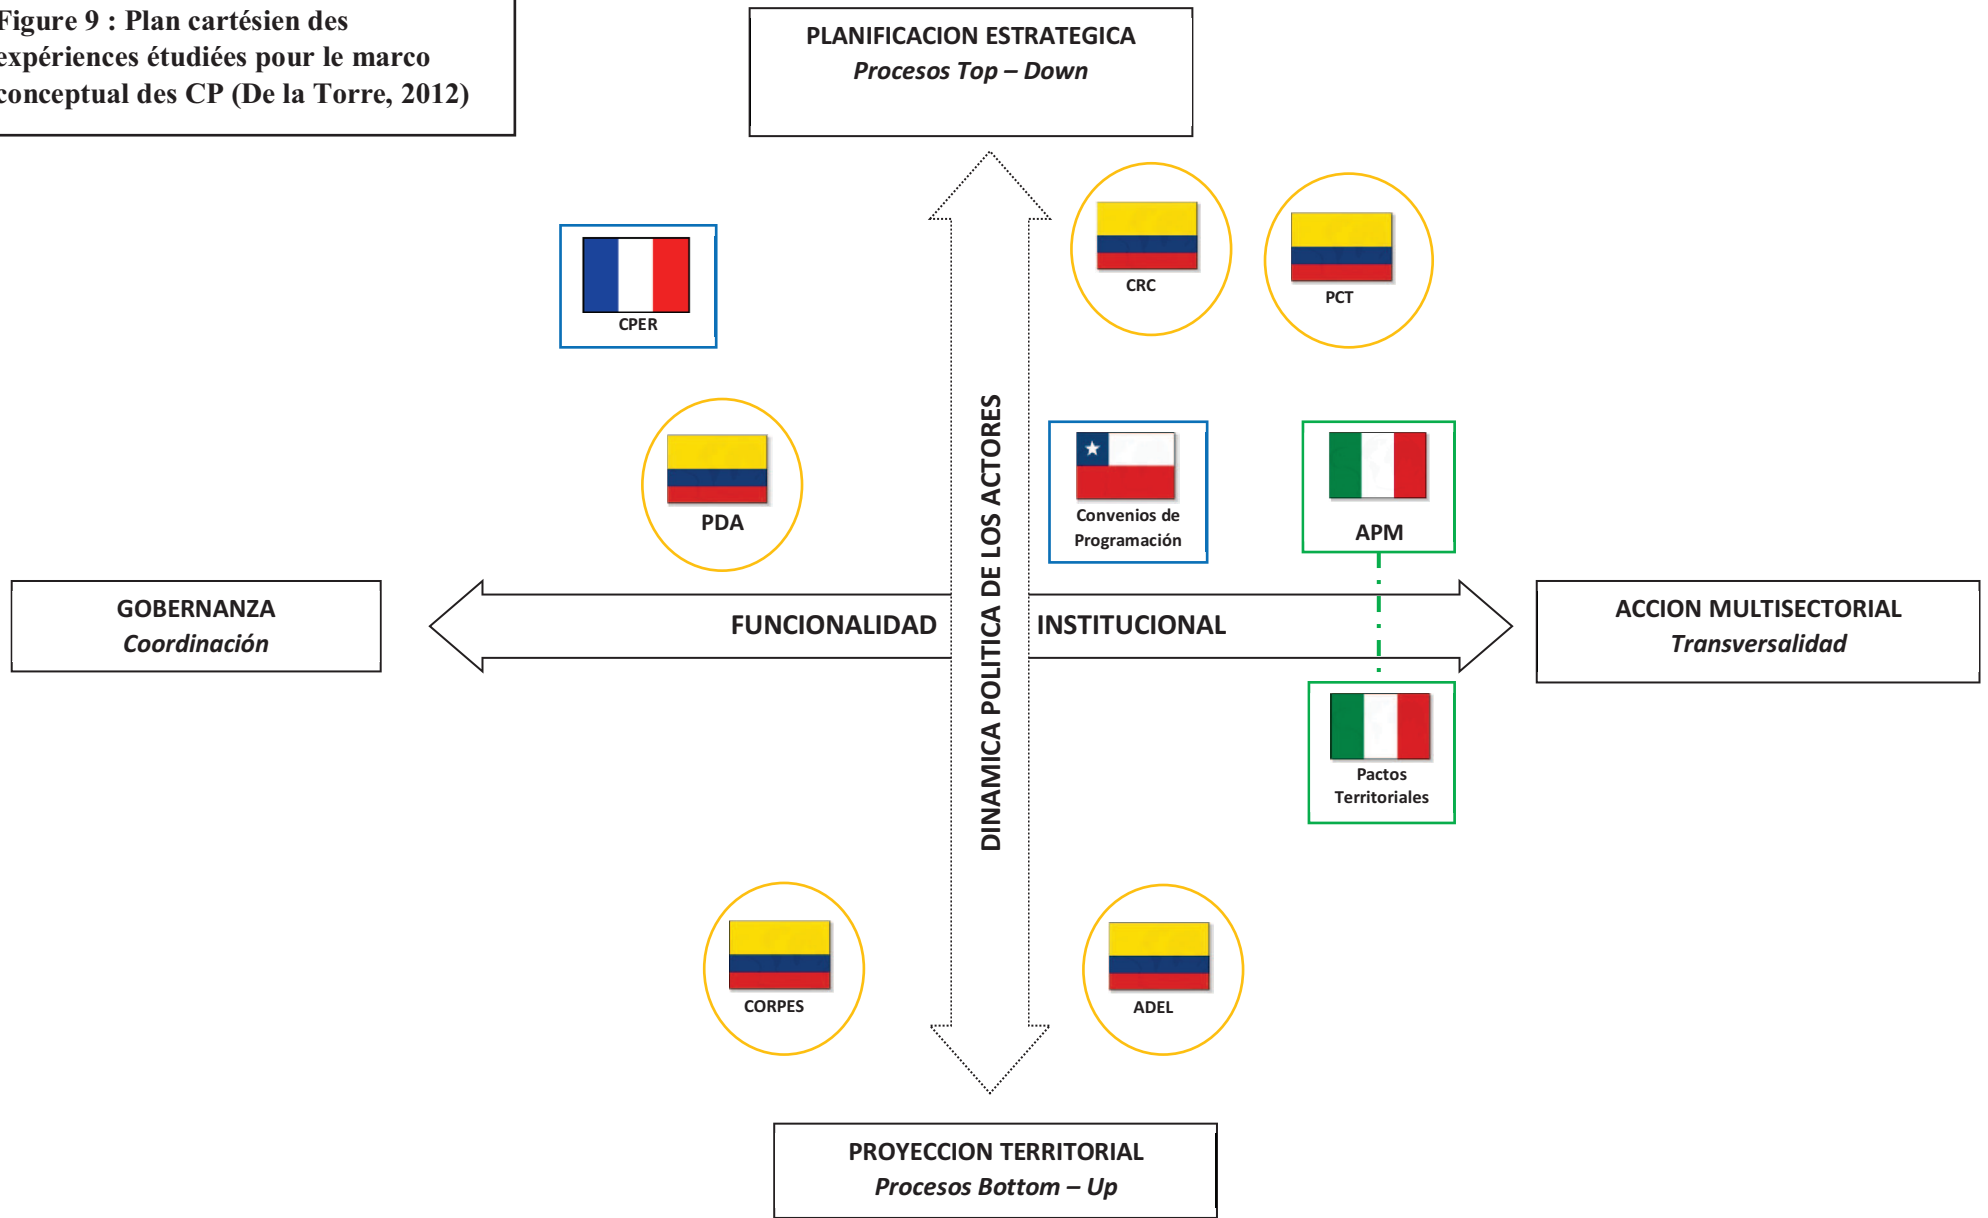 Figure 9 : Plan cartésien des
expériences étudiées pour le marco
conceptual des CP (De la Torre, 2012)
PLANIFICACION ESTRATEGICA
Procesos Top – Down
CPER
CRC
PCT
PDA
Convenios de
Programación
APM
DINAMICA POLITICA DE LOS ACTORES
GOBERNANZA
Coordinación
FUNCIONALIDAD INSTITUCIONAL
ACCION MULTISECTORIAL
Transversalidad
Pactos
Territoriales
CORPES
ADEL
PROYECCION TERRITORIAL
Procesos Bottom – Up